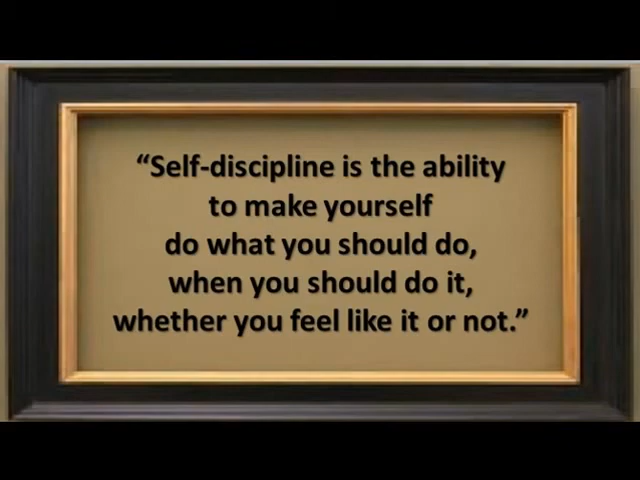 “Self-discipline is the ability
to make yourself
do what you should do,
when you should do it,
whether you feel like it or not.”